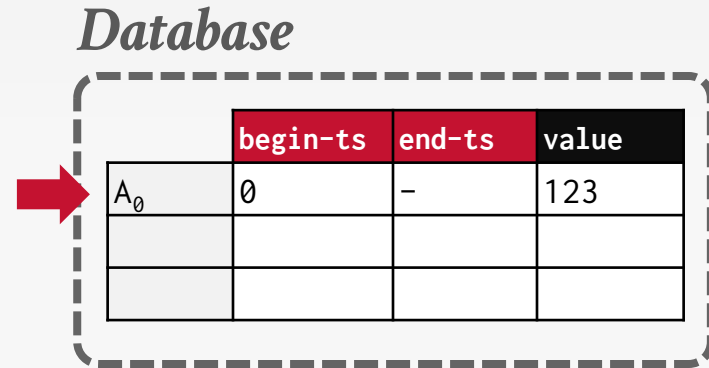 Database
begin-ts end-ts value
A₀ 0 – 123